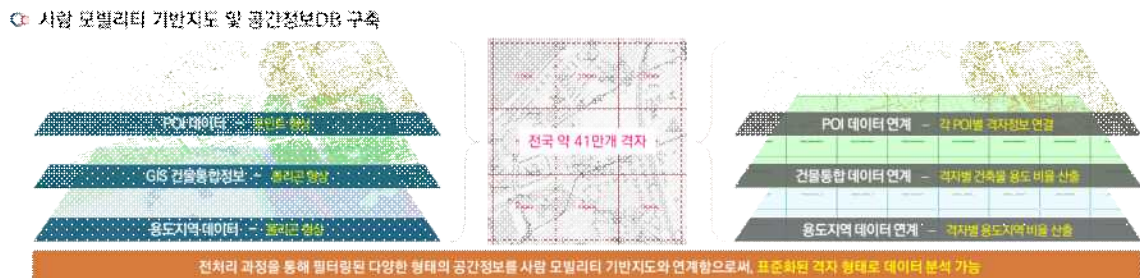 사람 모빌리티 기반지도 및 공간정보DB 구축
POI 데이터 - 포인트 형상
GIS 건물통합정보 - 폴리곤 형상
용도지역 데이터 - 폴리곤 형상
전국 약 41만개 격자
POI 데이터 연계 - 각 POI별 격자정보 연결
건물통합 데이터 연계 - 격자별 건축물 용도 비율 산출
용도지역 데이터 연계 - 격자별 용도지역 비율 산출
전처리 과정을 통해 필터링된 다양한 형태의 공간정보를 사람 모빌리티 기반지도와 연계함으로써, 표준화된 격자 형태로 데이터 분석 가능